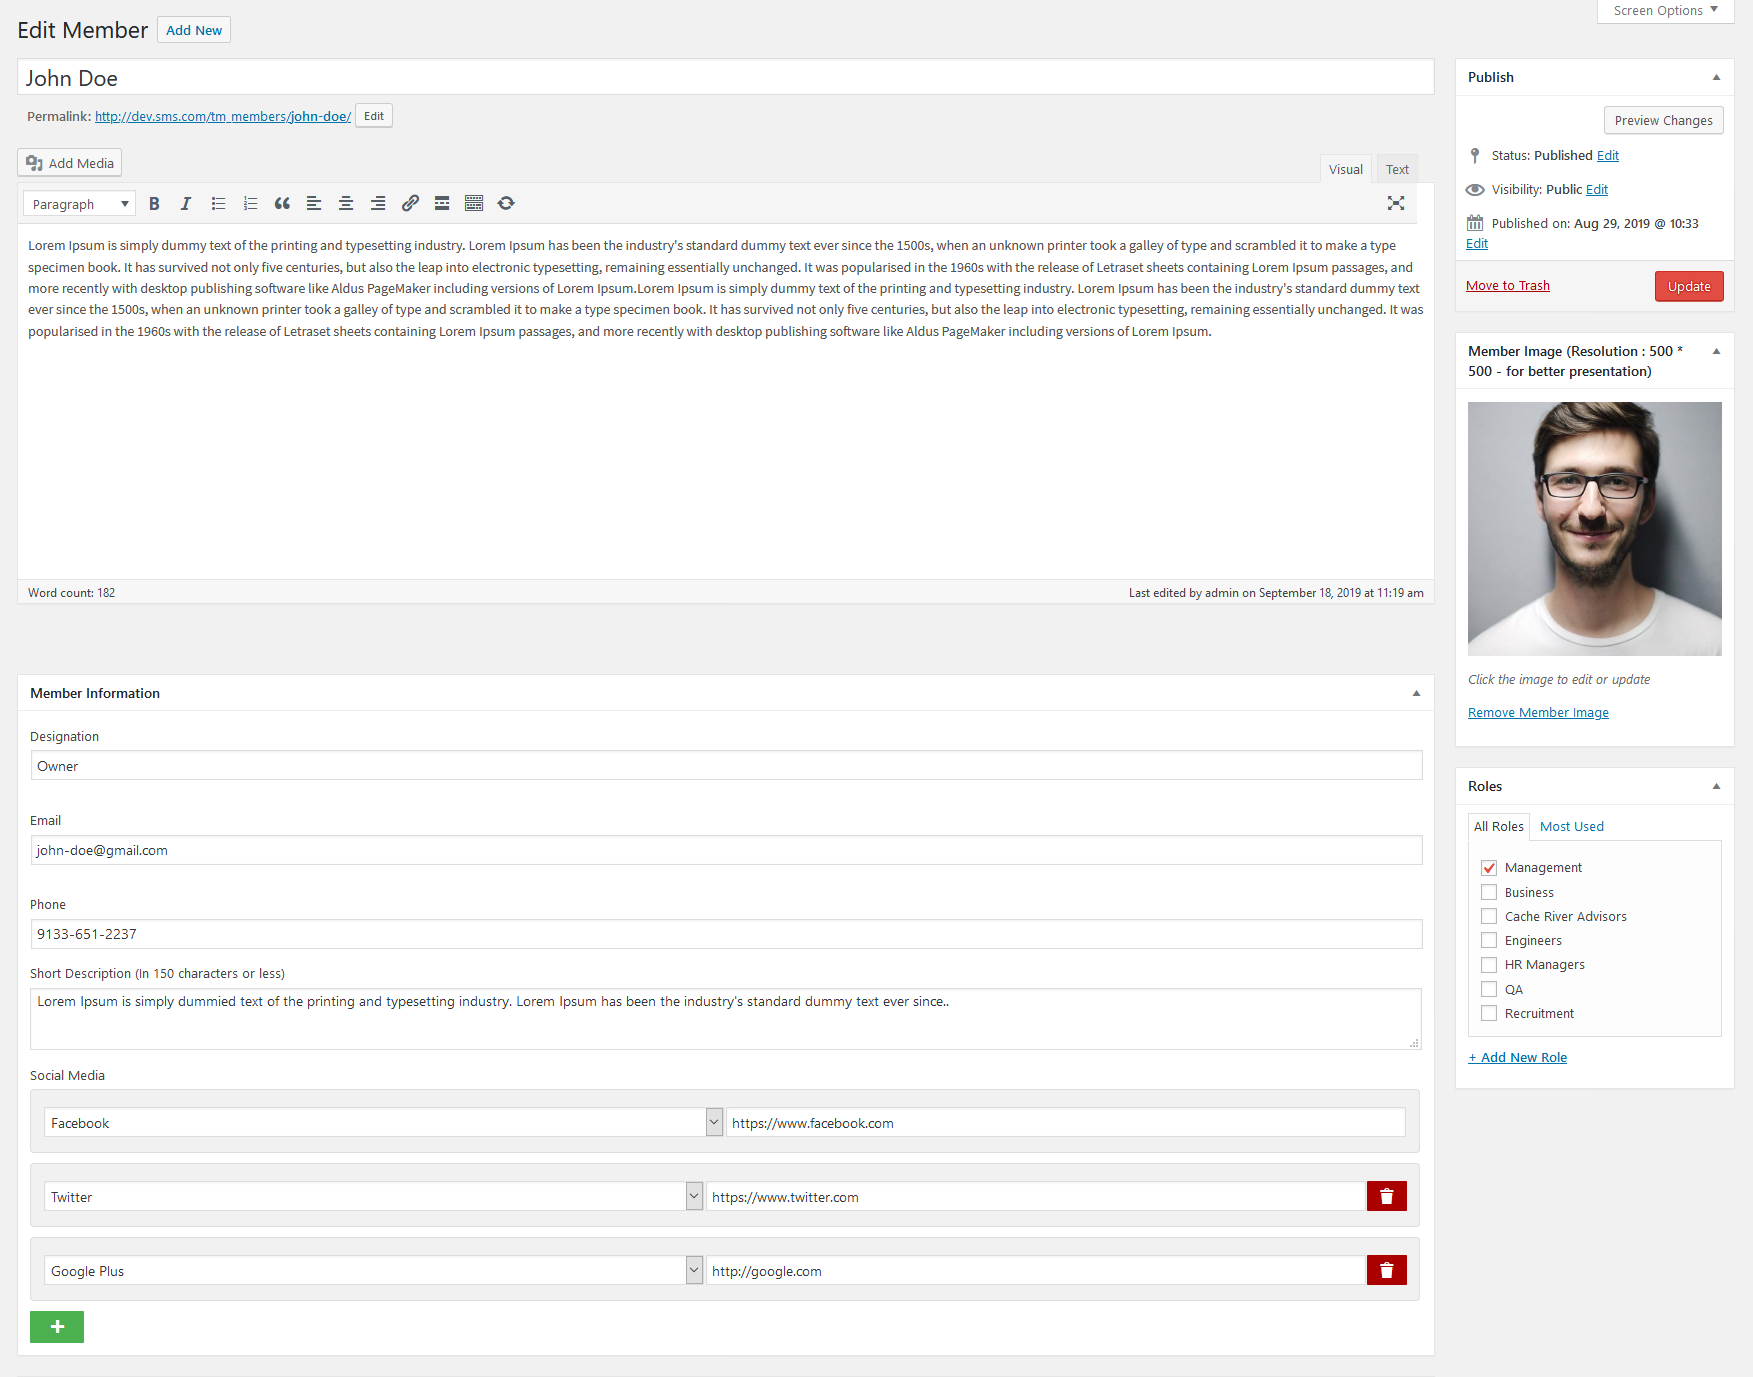 Screen Options
Edit Member Add New
John Doe
Permalink: http://dev.sms.com/tm_members/john-doe/ Edit
Add Media
Visual Text
Paragraph
Lorem Ipsum is simply dummy text of the printing and typesetting industry. Lorem Ipsum has been the industry's standard dummy text ever since the 1500s, when an unknown printer took a galley of type and scrambled it to make a type
specimen book. It has survived not only five centuries, but also the leap into electronic typesetting, remaining essentially unchanged. It was popularised in the 1960s with the release of Letraset sheets containing Lorem Ipsum passages, and
more recently with desktop publishing software like Aldus PageMaker including versions of Lorem Ipsum.Lorem Ipsum is simply dummy text of the printing and typesetting industry. Lorem Ipsum has been the industry's standard dummy text
ever since the 1500s, when an unknown printer took a galley of type and scrambled it to make a type specimen book. It has survived not only five centuries, but also the leap into electronic typesetting, remaining essentially unchanged. It was
popularised in the 1960s with the release of Letraset sheets containing Lorem Ipsum passages, and more recently with desktop publishing software like Aldus PageMaker including versions of Lorem Ipsum.
Word count: 182
Last edited by admin on September 18, 2019 at 11:19 am
Member Information
Designation
Owner
Email
john-doe@gmail.com
Phone
9133-651-2237
Short Description (In 150 characters or less)
Lorem Ipsum is simply dummied text of the printing and typesetting industry. Lorem Ipsum has been the industry's standard dummy text ever since..
Social Media
Facebook https://www.facebook.com
Twitter https://www.twitter.com
Google Plus http://google.com
Publish
Preview Changes
Status: Published Edit
Visibility: Public Edit
Published on: Aug 29, 2019 @ 10:33
Edit
Move to Trash Update
Member Image (Resolution : 500 *
500 - for better presentation)
Click the image to edit or update
Remove Member Image
Roles
All Roles Most Used
Management
Business
Cache River Advisors
Engineers
HR Managers
QA
Recruitment
+ Add New Role